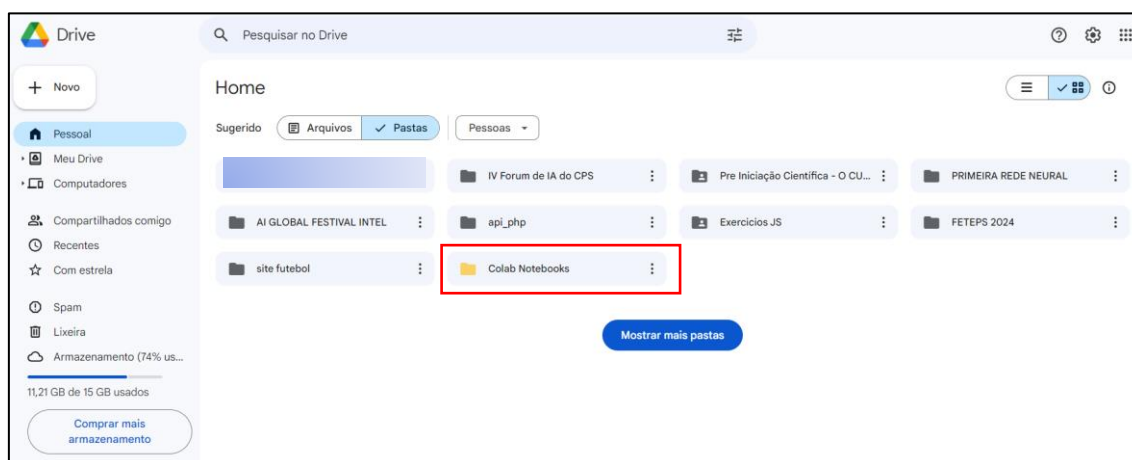 Drive
Pesquisar no Drive
Novo
Home
Sugerido Arquivos Pastas Pessoas
Pessoal
Meu Drive
Computadores
Compartilhados comigo
Recentes
Com estrela
Spam
Lixeira
Armazenamento (74% us...
11,21 GB de 15 GB usados
Comprar mais
armazenamento
IV Forum de IA do CPS Pre Iniciação Científica - O CU... PRIMEIRA REDE NEURAL
AI GLOBAL FESTIVAL INTEL api_php Exercicios JS FETEPS 2024
site futebol Colab Notebooks
Mostrar mais pastas